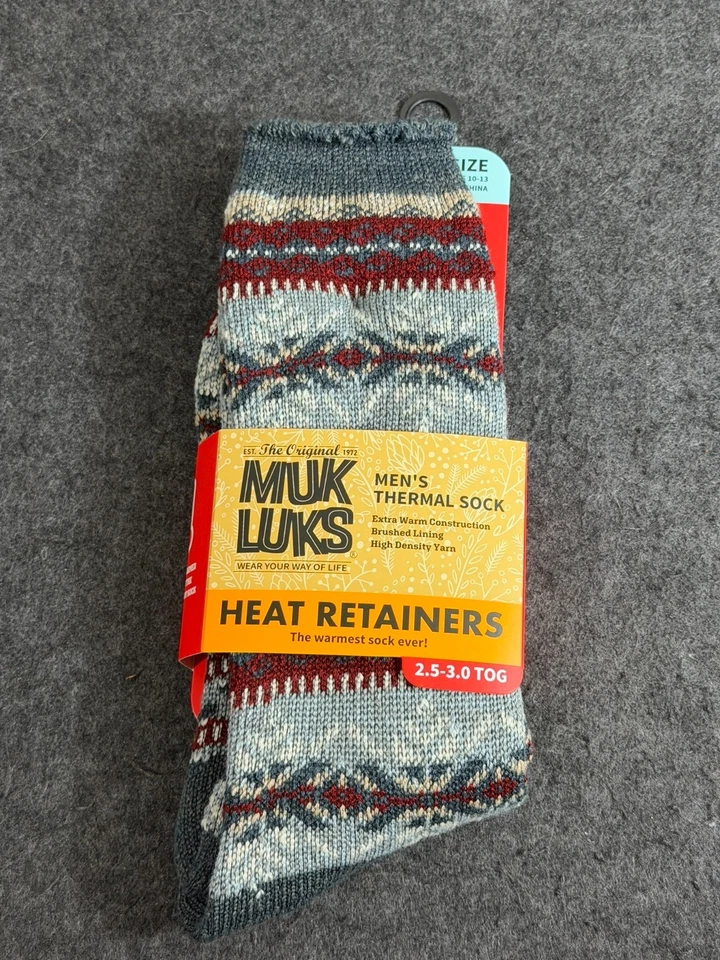 SIZE
10-13
CHINA
EST. The Original 1972
MUK
LUKS®
WEAR YOUR WAY OF LIFE
MEN'S
THERMAL SOCK
Extra Warm Construction
Brushed Lining
High Density Yarn
HEAT RETAINERS
The warmest sock ever!
2.5-3.0 TOG